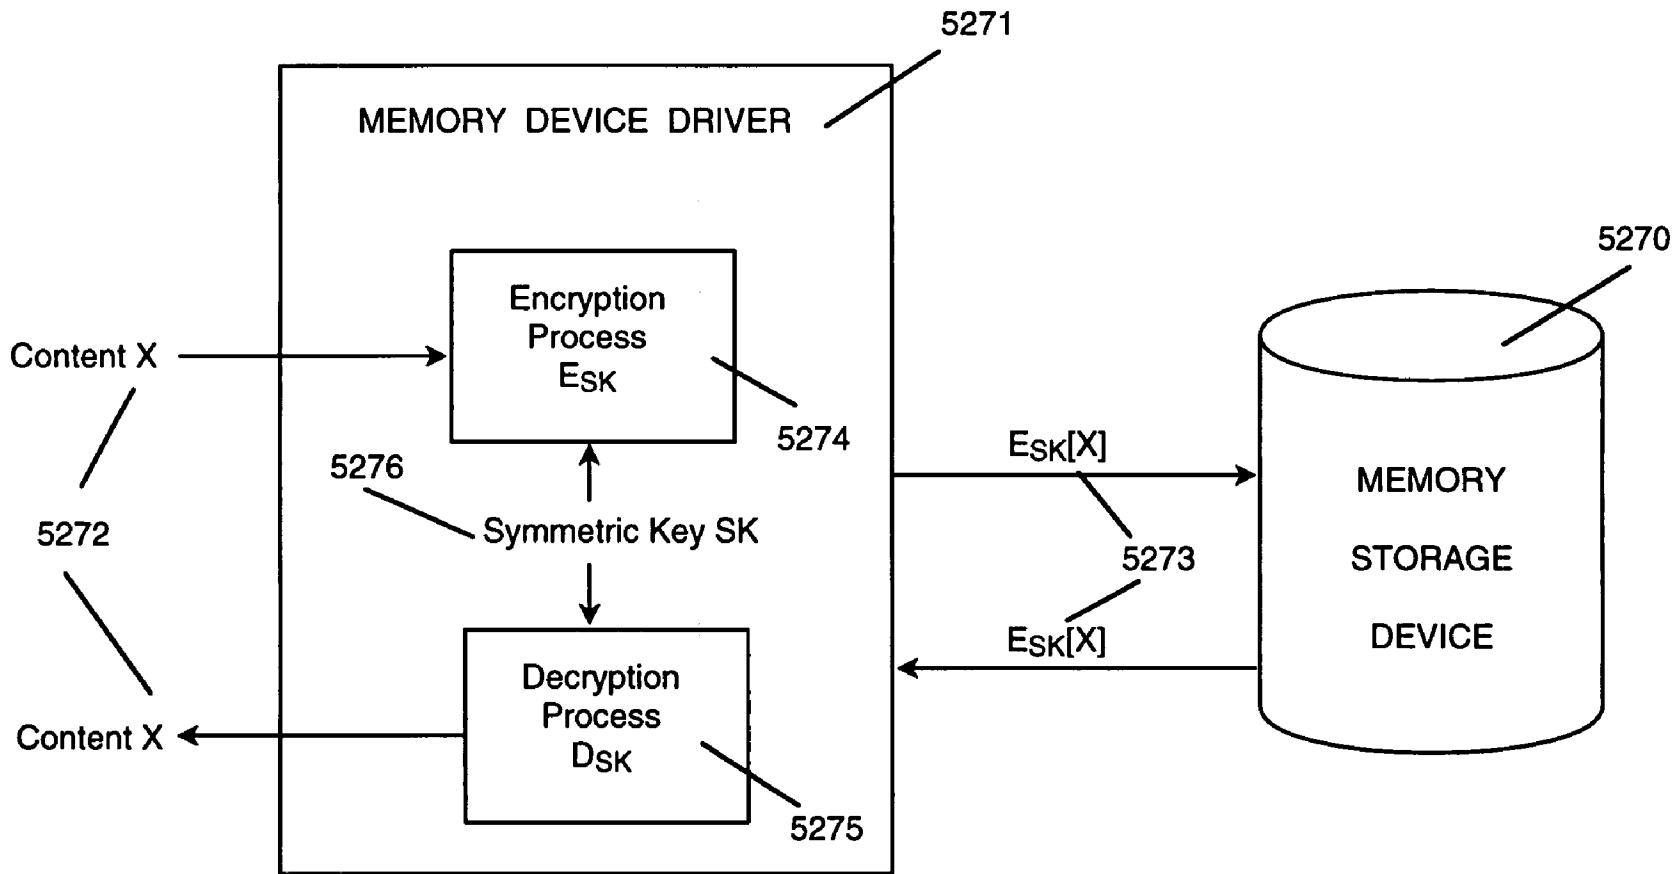 5271
MEMORY DEVICE DRIVER
5270
Encryption
Process
ESK
Content X
5274
5276
ESK[X]
MEMORY
STORAGE
DEVICE
Symmetric Key SK
5272
5273
ESK[X]
Decryption
Process
DSK
Content X
5275